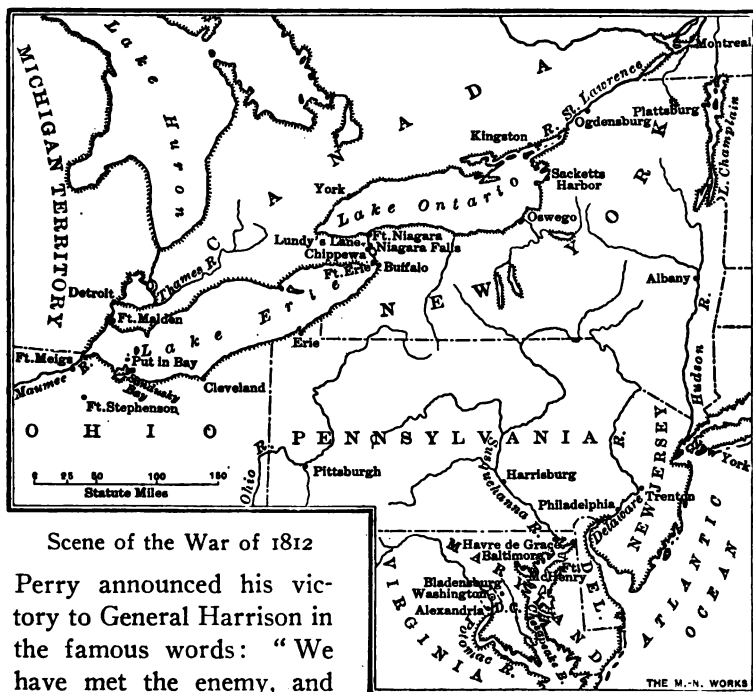 MICHIGAN TERRITORY
Lake Huron
CANADA
Montreal
R. St. Lawrence
Plattsburg
Ogdensburg
L. Champlain
Kingston
Sacketts
Harbor
York
Lake Ontario
Oswego
Lundy's Lane
Ft. Niagara
Niagara Falls
Chippewa
Ft. Erie
Buffalo
Thames R.
NEW YORK
Albany
Hudson R.
Detroit
Ft. Malden
Lake Erie
Erie
Ft. Meigs
Put in Bay
Maumee R.
Sandusky
Bay
Cleveland
Ft. Stephenson
OHIO
PENNSYLVANIA
NEW JERSEY
New York
0 50 100 150
Statute Miles
Ohio R.
Pittsburgh
Susquehanna R.
Harrisburg
Philadelphia
Trenton
Delaware R.
Havre de Grace
Baltimore
Ft.
McHenry
MARYLAND
DEL.
Bladensburg
Washington
D.C.
Alexandria
VIRGINIA
Potomac R.
Chesapeake B.
ATLANTIC
OCEAN
THE M.-N. WORKS
Scene of the War of 1812
Perry announced his vic-
tory to General Harrison in
the famous words: “We
have met the enemy, and